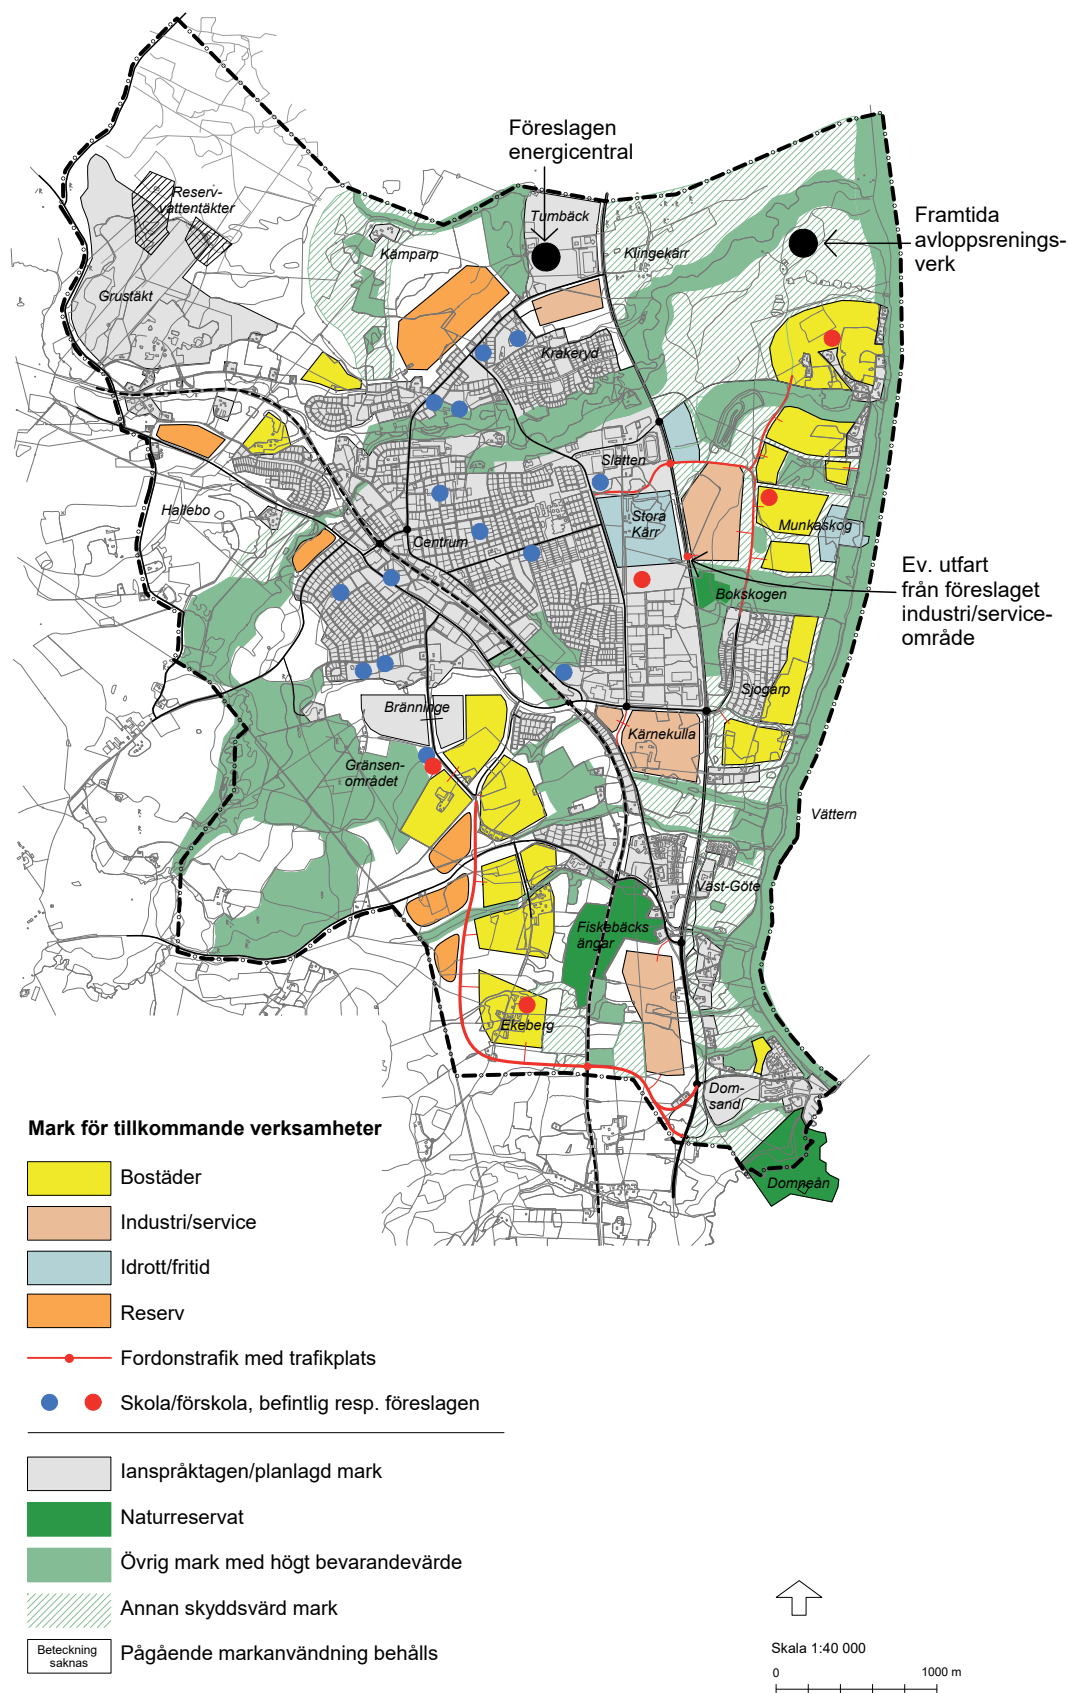 Föreslagen
energicentral
Framtida
avloppsrenings-
verk
Reserv-
vattentäkter
Grustäkt
Kämparp
Tumbäck
Klingekärr
Kråkeryd
Slätten
Stora
Kärr
Munkaskog
Hallebo
Centrum
Bokskogen
Ev. utfart
från föreslaget
industri/service-
område
Sjogarp
Bränninge
Kärnekulla
Gränsen-
området
Vättern
Väst-Göte
Fiskebäcks
ängar
Ekeberg
Dom-
sand
Domneån
Mark för tillkommande verksamheter
Bostäder
Industri/service
Idrott/fritid
Reserv
Fordonstrafik med trafikplats
Skola/förskola, befintlig resp. föreslagen
Ianspråktagen/planlagd mark
Naturreservat
Övrig mark med högt bevarandevärde
Annan skyddsvärd mark
Beteckning
saknas
Pågående markanvändning behålls
Skala 1:40 000
0 1000 m